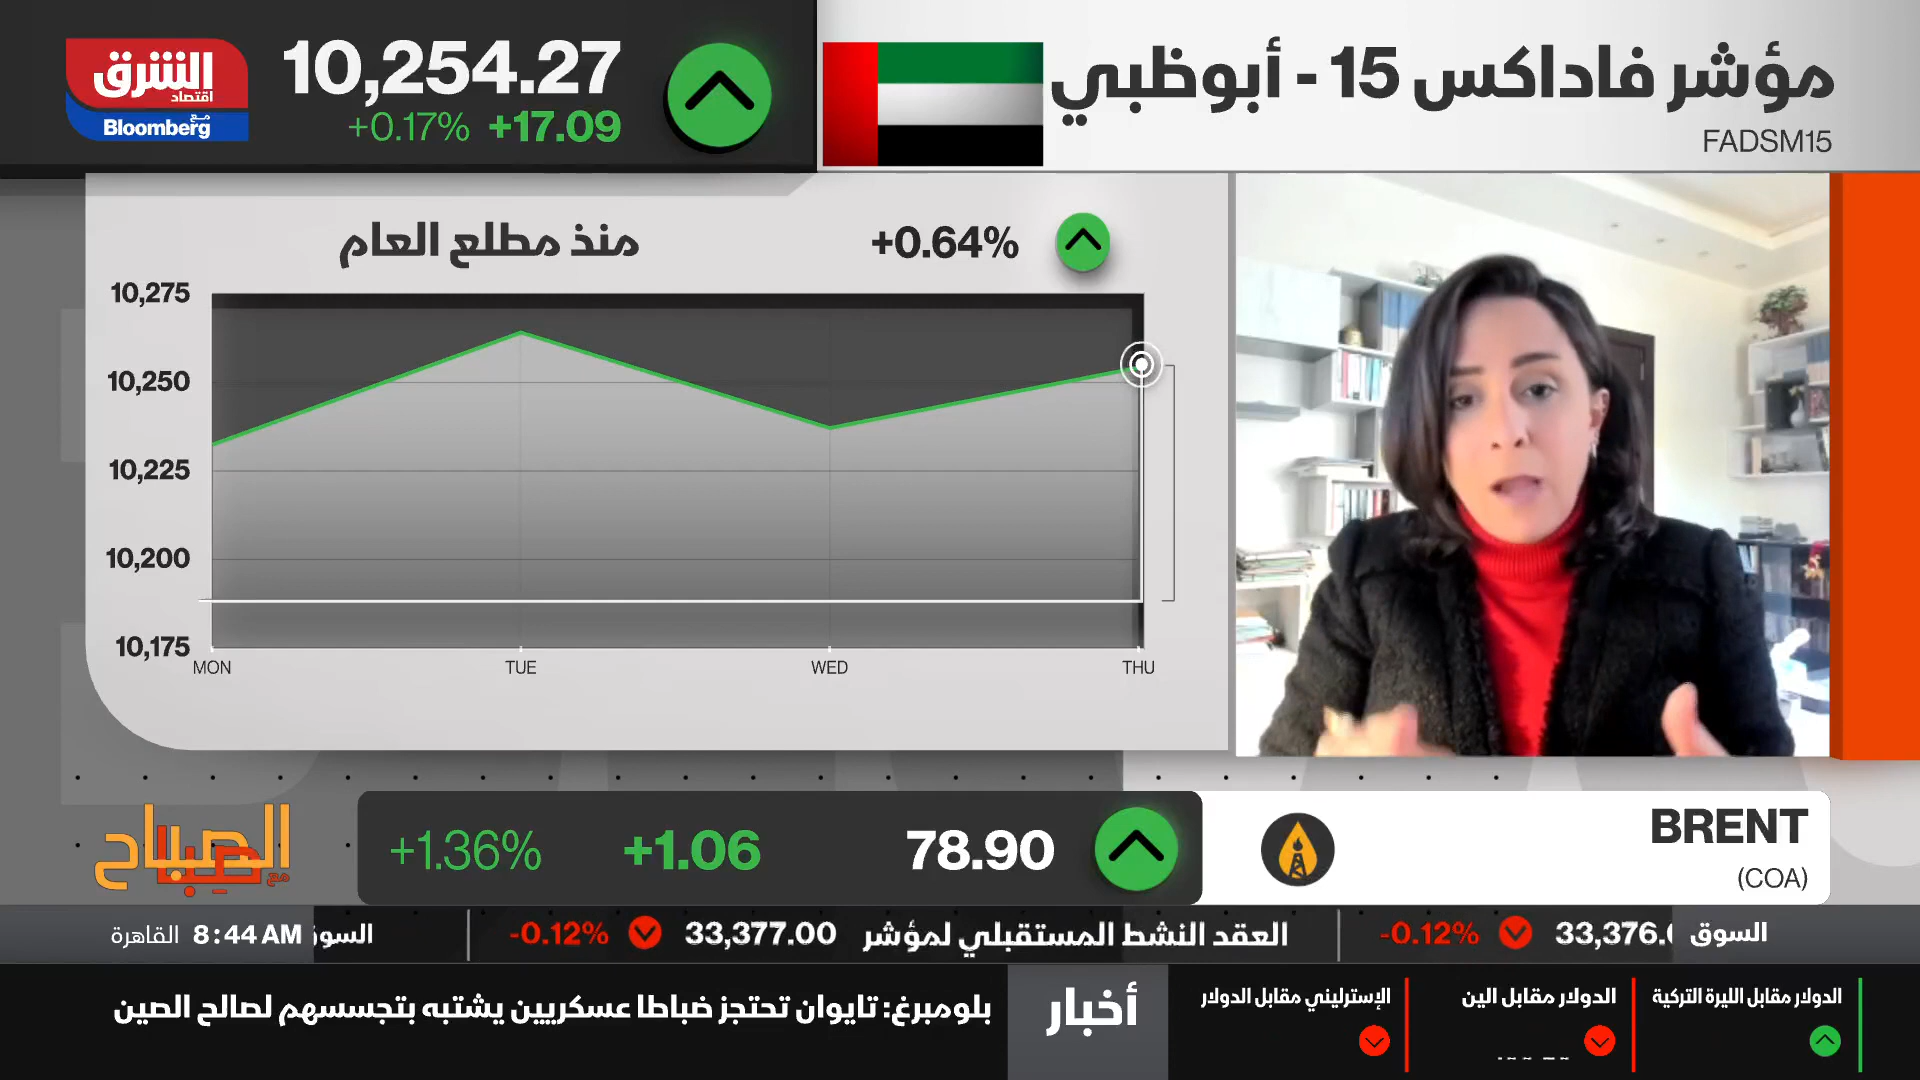 مؤشر فاداكس 15 - أبوظبي
FADSM15
10,254.27
+0.17% +17.09
الشرق
اقتصاد
مع
Bloomberg
منذ مطلع العام
+0.64%
10,275
10,250
10,225
10,200
10,175
MON TUE WED THU
BRENT
(COA)
78.90 +1.06 +1.36%
الصباح
مع صبا
السوق 33,376.0 -0.12%
العقد النشط المستقبلي لمؤشر 33,377.00 -0.12%
8:44 AM القاهرة
الدولار مقابل الليرة التركية
الدولار مقابل الين
الإسترليني مقابل الدولار
أخبار
بلومبرغ: تايوان تحتجز ضباطا عسكريين يشتبه بتجسسهم لصالح الصين